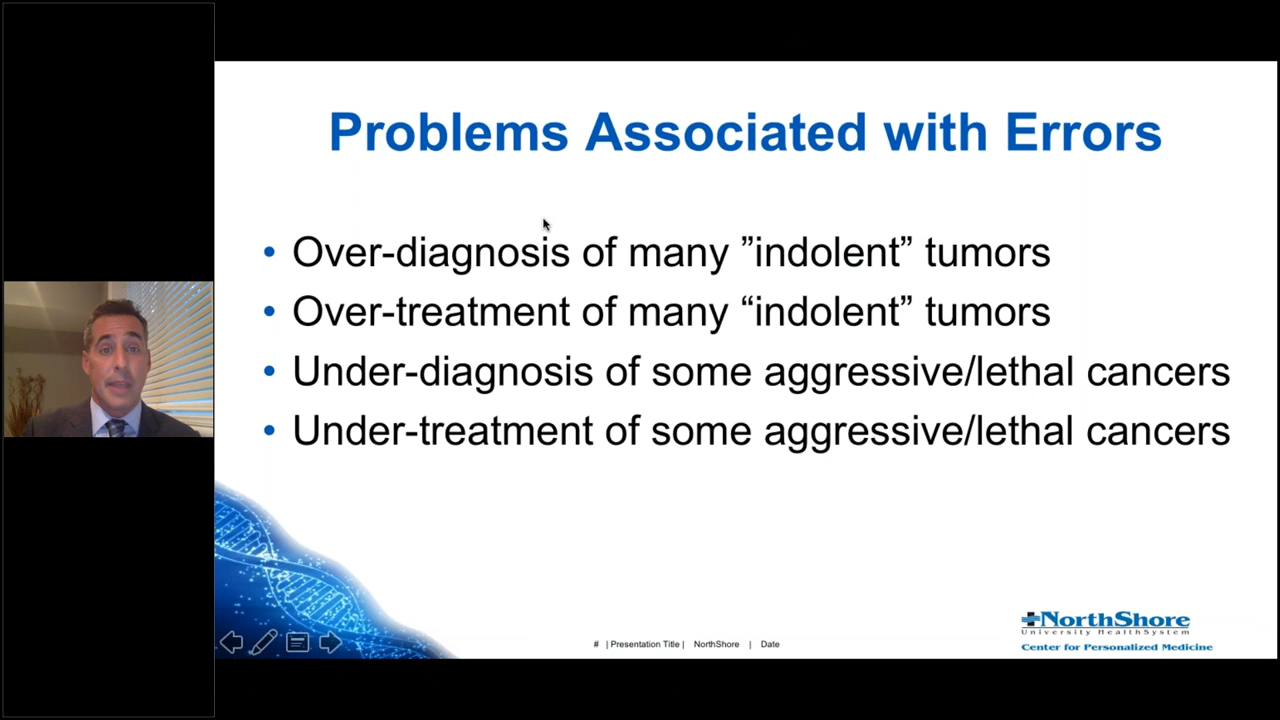 Problems Associated with Errors
• Over-diagnosis of many ”indolent” tumors
• Over-treatment of many “indolent” tumors
• Under-diagnosis of some aggressive/lethal cancers
• Under-treatment of some aggressive/lethal cancers
# | Presentation Title | NorthShore | Date
NorthShore
University HealthSystem
Center for Personalized Medicine